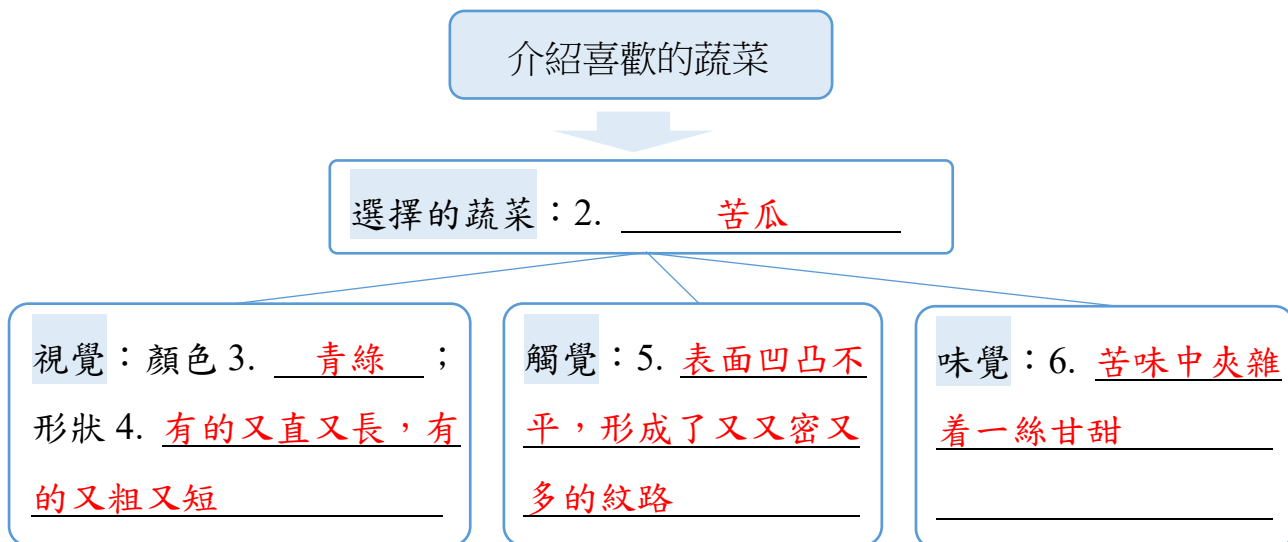 介紹喜歡的蔬菜
選擇的蔬菜：2. 苦瓜
視覺：顏色 3. 青綠；
形狀 4. 有的又直又長，有
的又粗又短
觸覺：5. 表面凹凸不
平，形成了又又密又
多的紋路
味覺：6. 苦味中夾雜
着一絲甘甜